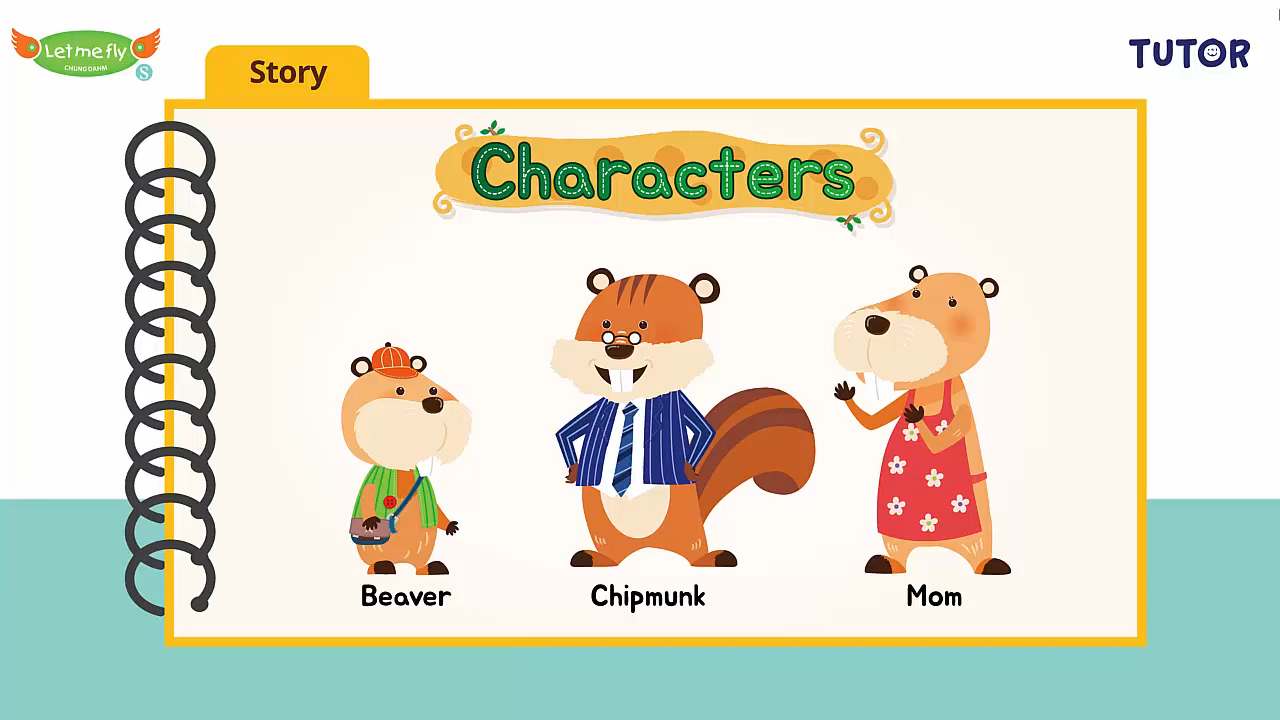 Let me fly
CHUNG DAHM
S
TUTOR
Story
Characters
Beaver
Chipmunk
Mom